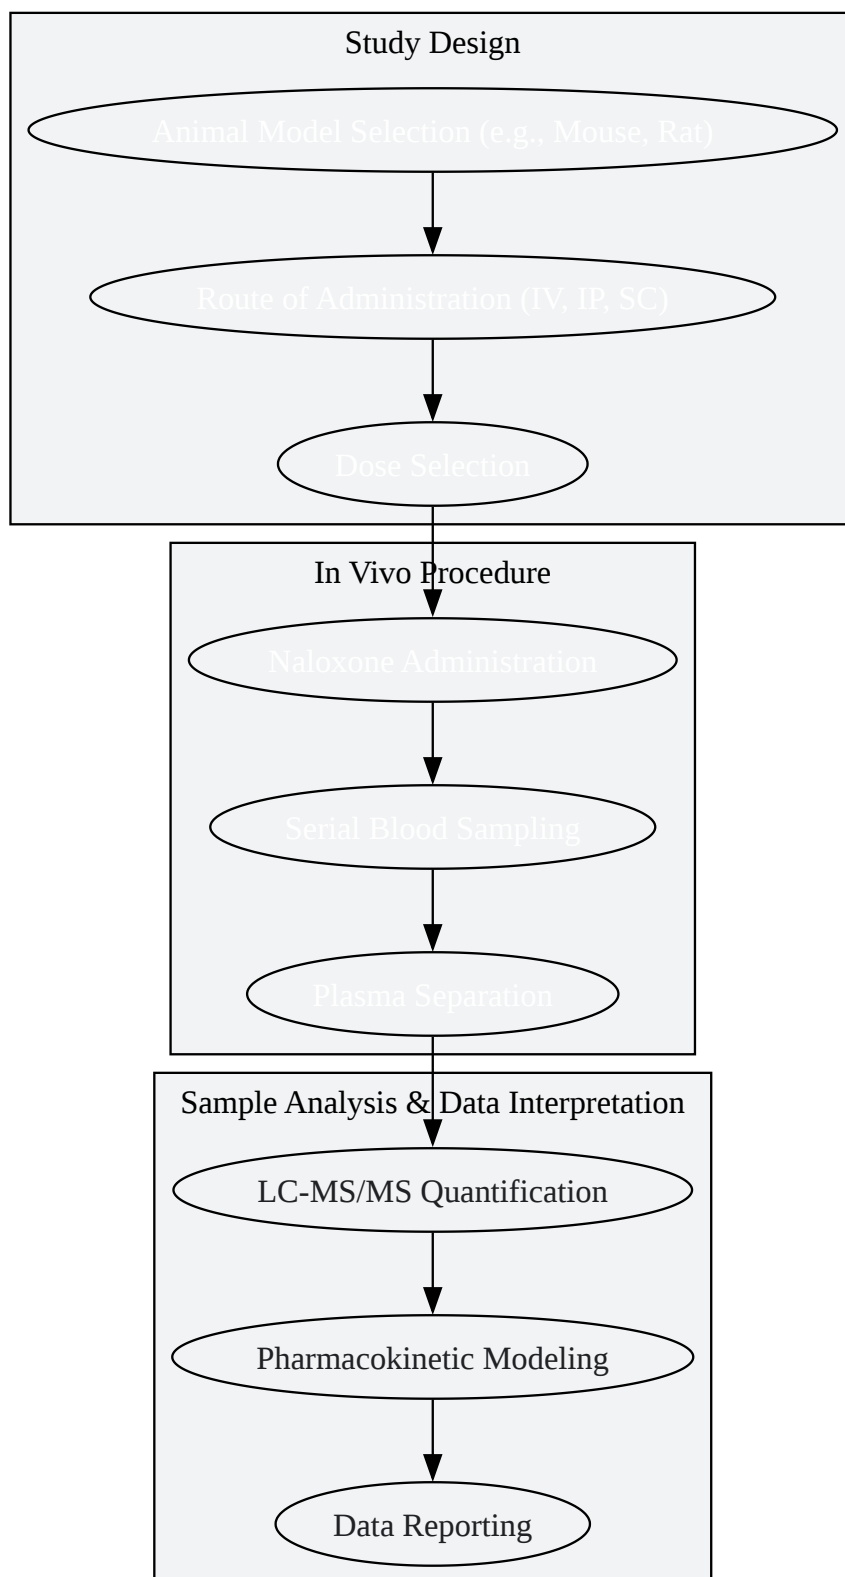 Study Design
Animal Model Selection (e.g., Mouse, Rat)
Route of Administration (IV, IP, SC)
Dose Selection
In Vivo Procedure
Naloxone Administration
Serial Blood Sampling
Plasma Separation
Sample Analysis & Data Interpretation
LC-MS/MS Quantification
Pharmacokinetic Modeling
Data Reporting